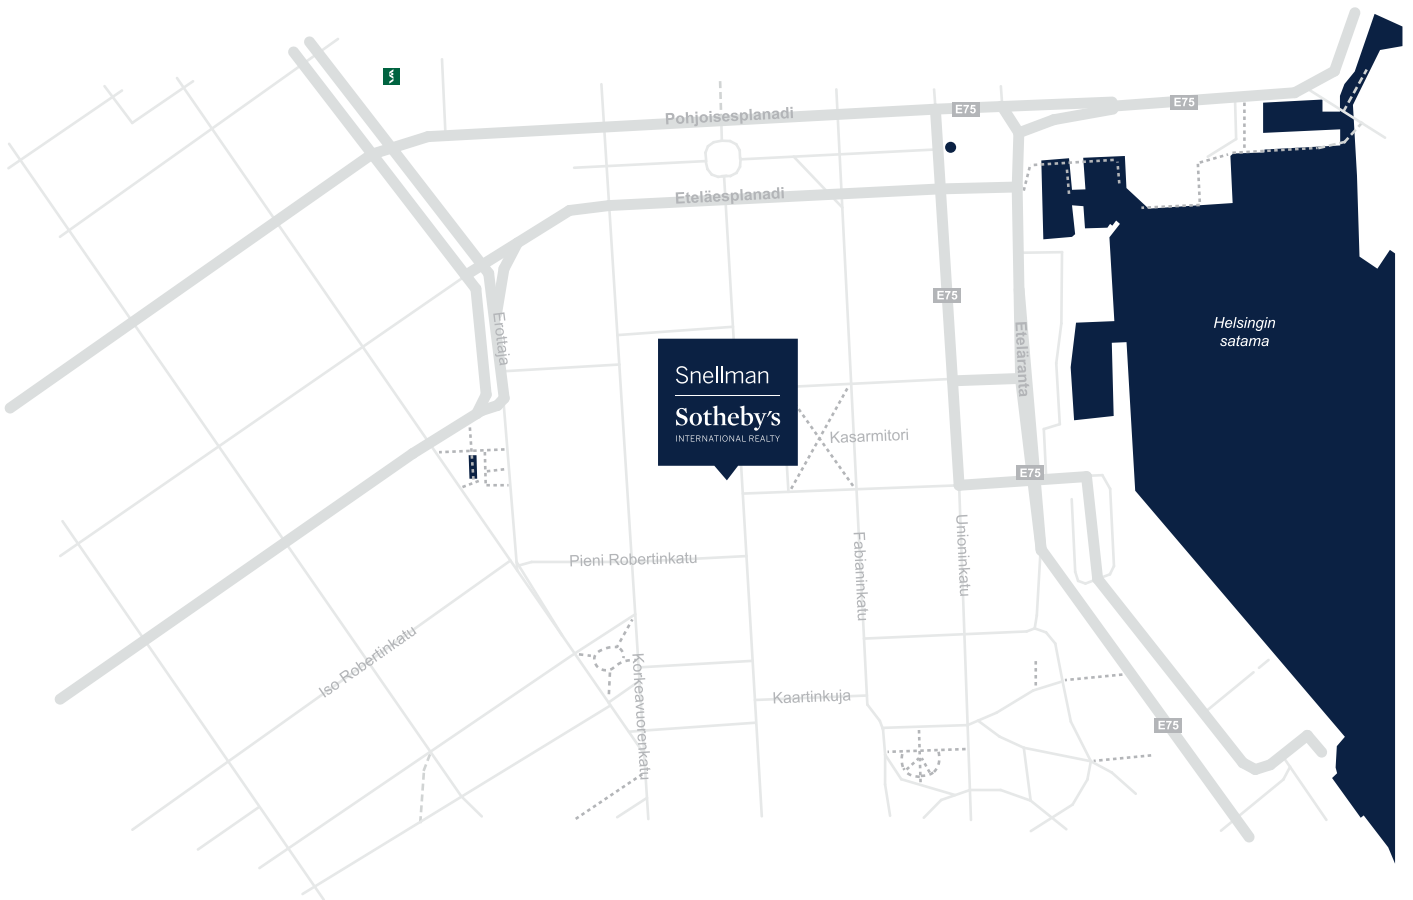 Pohjoisesplanadi
E75
E75
Eteläesplanadi
E75
Erottaja
Eteläranta
Helsingin
satama
Snellman
Sotheby's
INTERNATIONAL REALTY
Kasarmitori
E75
Pieni Robertinkatu
Fabianinkatu
Unioninkatu
Iso Robertinkatu
Korkeavuorenkatu
Kaartinkuja
E75